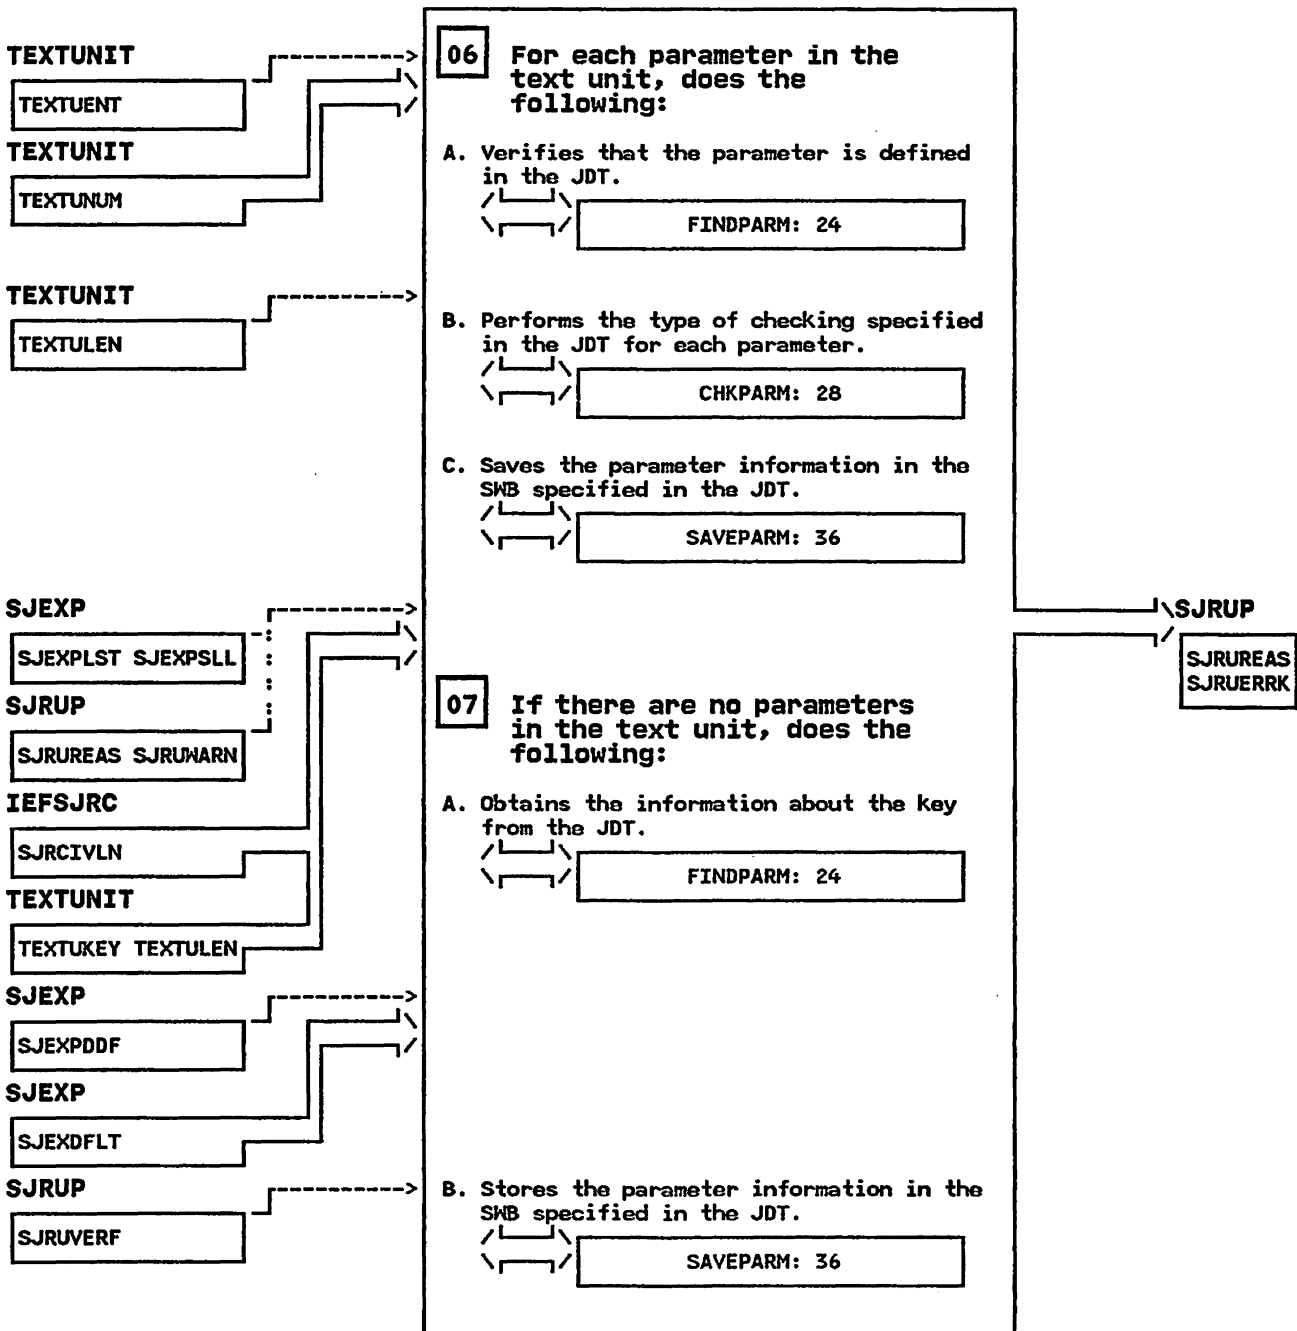 TEXTUNIT
TEXTUENT
TEXTUNIT
TEXTUNUM
TEXTUNIT
TEXTULEN
SJEXP
SJEXPLST SJEXPSLL
SJRUP
SJRUREAS SJRUWARN
IEFSJRC
SJRCIVLN
TEXTUNIT
TEXTUKEY TEXTULEN
SJEXP
SJEXPDDF
SJEXP
SJEXDFLT
SJRUP
SJRUVERF
06 For each parameter in the
text unit, does the
following:
A. Verifies that the parameter is defined
in the JDT.
FINDPARM: 24
B. Performs the type of checking specified
in the JDT for each parameter.
CHKPARM: 28
C. Saves the parameter information in the
SWB specified in the JDT.
SAVEPARM: 36
07 If there are no parameters
in the text unit, does the
following:
A. Obtains the information about the key
from the JDT.
FINDPARM: 24
B. Stores the parameter information in the
SWB specified in the JDT.
SAVEPARM: 36
SJRUP
SJRUREAS
SJRUERRK